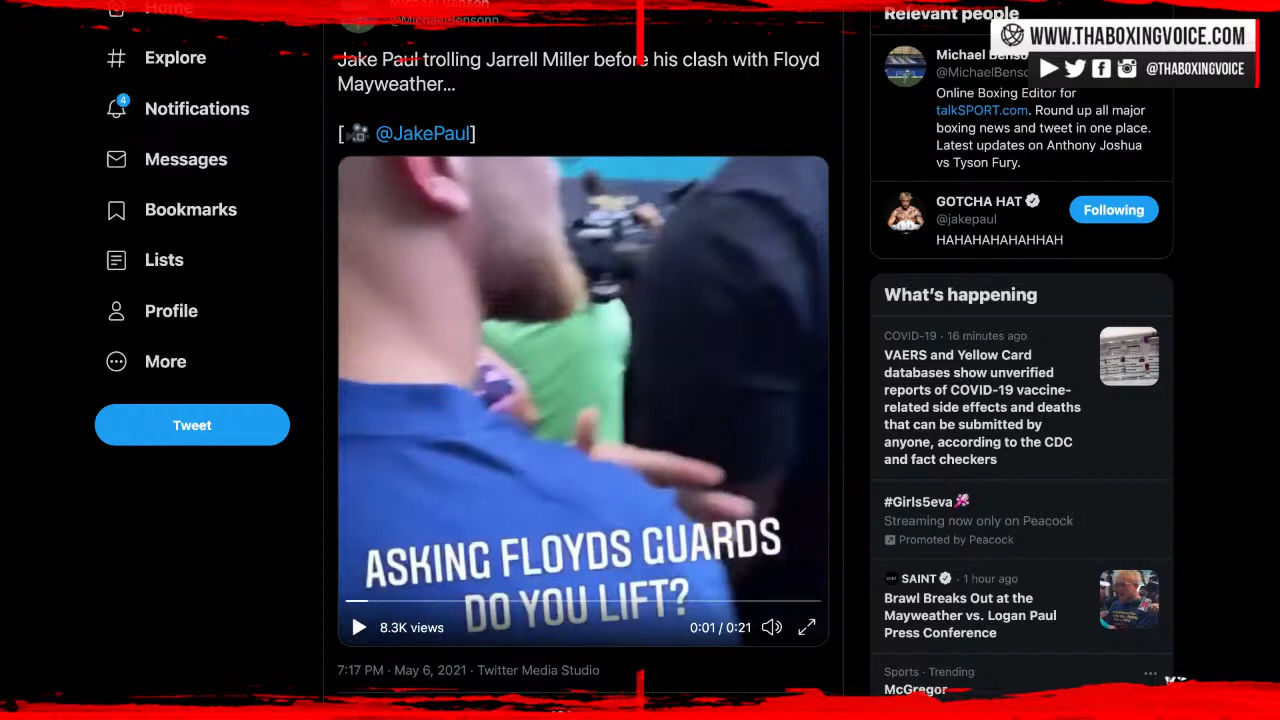 Home
Explore
4
Notifications
Messages
Bookmarks
Lists
Profile
More
Tweet
@MichaelBensonn
Jake Paul trolling Jarrell Miller before his clash with Floyd
Mayweather...
[🎥 @JakePaul]
ASKING FLOYDS GUARDS
DO YOU LIFT?
8.3K views
0:01 / 0:21
7:17 PM · May 6, 2021 · Twitter Media Studio
Relevant people
WWW.THABOXINGVOICE.COM
@THABOXINGVOICE
Michael Benso
@MichaelBenso
Online Boxing Editor for
talkSPORT.com. Round up all major
boxing news and tweet in one place.
Latest updates on Anthony Joshua
vs Tyson Fury.
GOTCHA HAT
@jakepaul
Following
HAHAHAHAHAHHAH
What's happening
COVID-19 · 16 minutes ago
VAERS and Yellow Card
databases show unverified
reports of COVID-19 vaccine-
related side effects and deaths
that can be submitted by
anyone, according to the CDC
and fact checkers
#Girls5eva
Streaming now only on Peacock
Promoted by Peacock
SAINT · 1 hour ago
Brawl Breaks Out at the
Mayweather vs. Logan Paul
Press Conference
Sports · Trending
McGregor